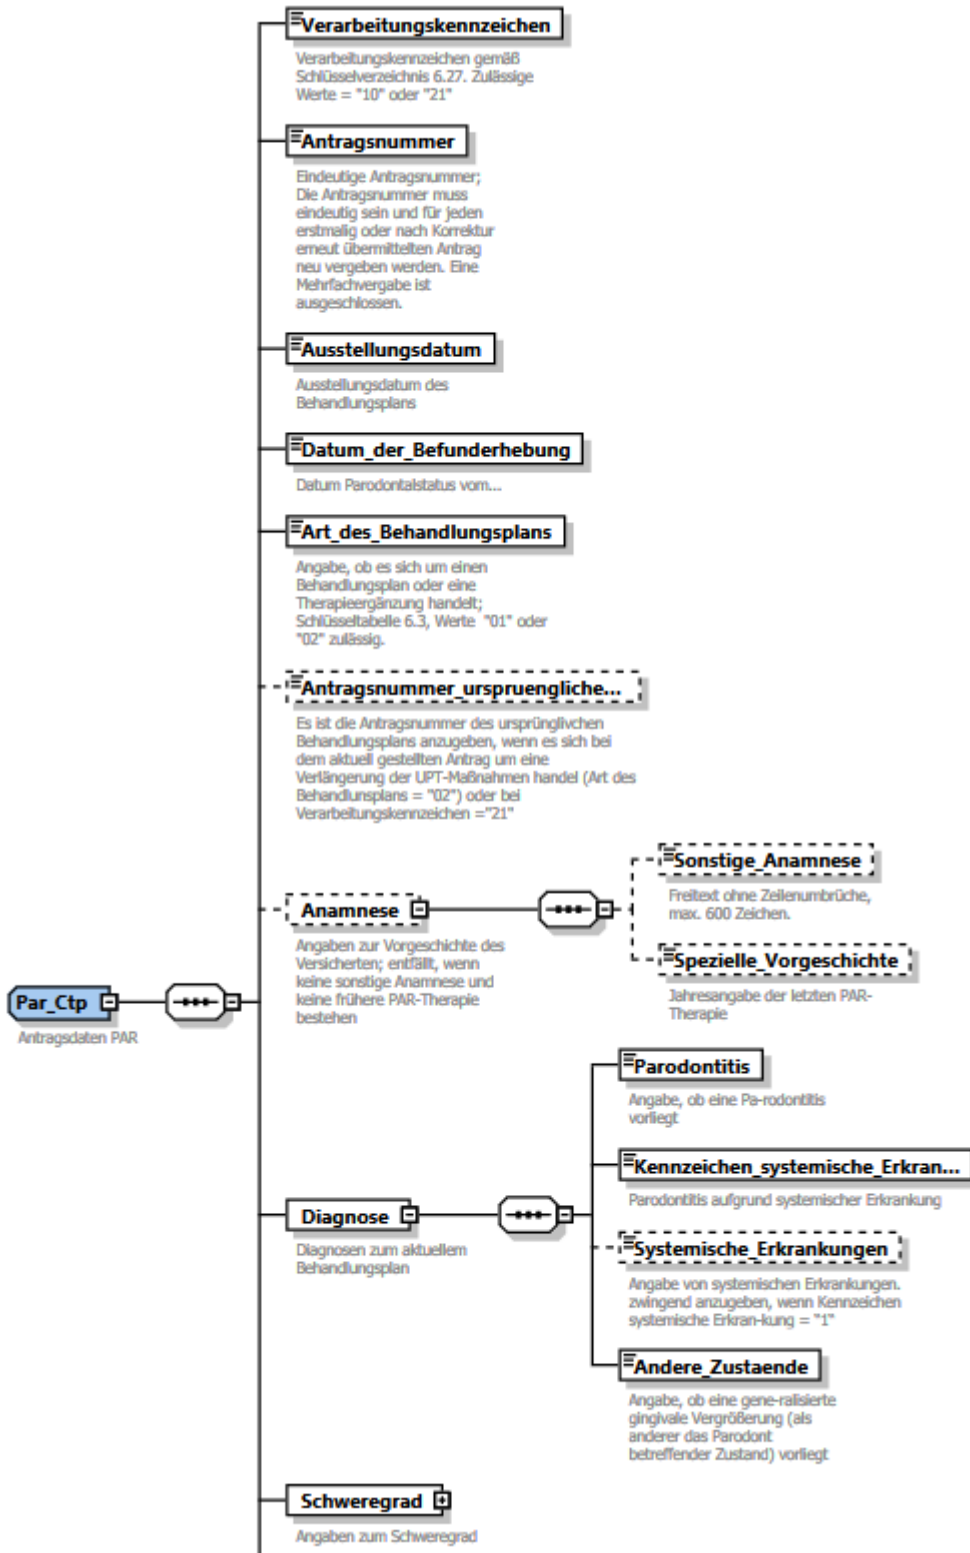 Verarbeitungskennzeichen
Verarbeitungskennzeichen gemäß
Schlüsselverzeichnis 6.27. Zulässige
Werte = "10" oder "21"
Antragsnummer
Eindeutige Antragsnummer;
Die Antragsnummer muss
eindeutig sein und für jeden
erstmalig oder nach Korrektur
erneut übermittelten Antrag
neu vergeben werden. Eine
Mehrfachvergabe ist
ausgeschlossen.
Ausstellungsdatum
Ausstellungsdatum des
Behandlungsplans
Datum_der_Befunderhebung
Datum Parodontalstatus vom...
Art_des_Behandlungsplans
Angabe, ob es sich um einen
Behandlungsplan oder eine
Therapieergänzung handelt;
Schlüsseltabelle 6.3, Werte "01" oder
"02" zulässig.
Antragsnummer_urspruengliche...
Es ist die Antragsnummer des ursprünglivchen
Behandlungsplans anzugeben, wenn es sich bei
dem aktuell gestellten Antrag um eine
Verlängerung der UPT-Maßnahmen handel (Art des
Behandlunsplans = "02") oder bei
Verarbeitungskennzeichen ="21"
Anamnese
Angaben zur Vorgeschichte des
Versicherten; entfällt, wenn
keine sonstige Anamnese und
keine frühere PAR-Therapie
bestehen
Sonstige_Anamnese
Freitext ohne Zeilenumbrüche,
max. 600 Zeichen.
Spezielle_Vorgeschichte
Jahresangabe der letzten PAR-
Therapie
Par_Ctp
Antragsdaten PAR
Diagnose
Diagnosen zum aktuellem
Behandlungsplan
Parodontitis
Angabe, ob eine Pa-rodontitis
vorliegt
Kennzeichen_systemische_Erkran...
Parodontitis aufgrund systemischer Erkrankung
Systemische_Erkrankungen
Angabe von systemischen Erkrankungen.
zwingend anzugeben, wenn Kennzeichen
systemische Erkran-kung = "1"
Andere_Zustaende
Angabe, ob eine gene-ralisierte
gingivale Vergrößerung (als
anderer das Parodont
betreffender Zustand) vorliegt
Schweregrad
Angaben zum Schweregrad